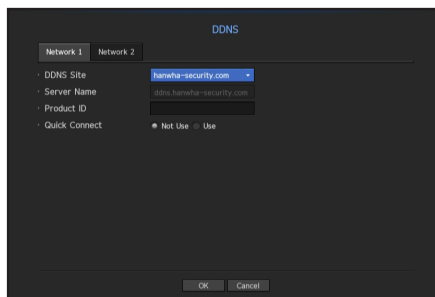 DDNS
Network 1 Network 2
· DDNS Site hanwha-security.com
· Server Name ddns.hanwha-security.com
· Product ID
· Quick Connect Not Use Use
OK Cancel